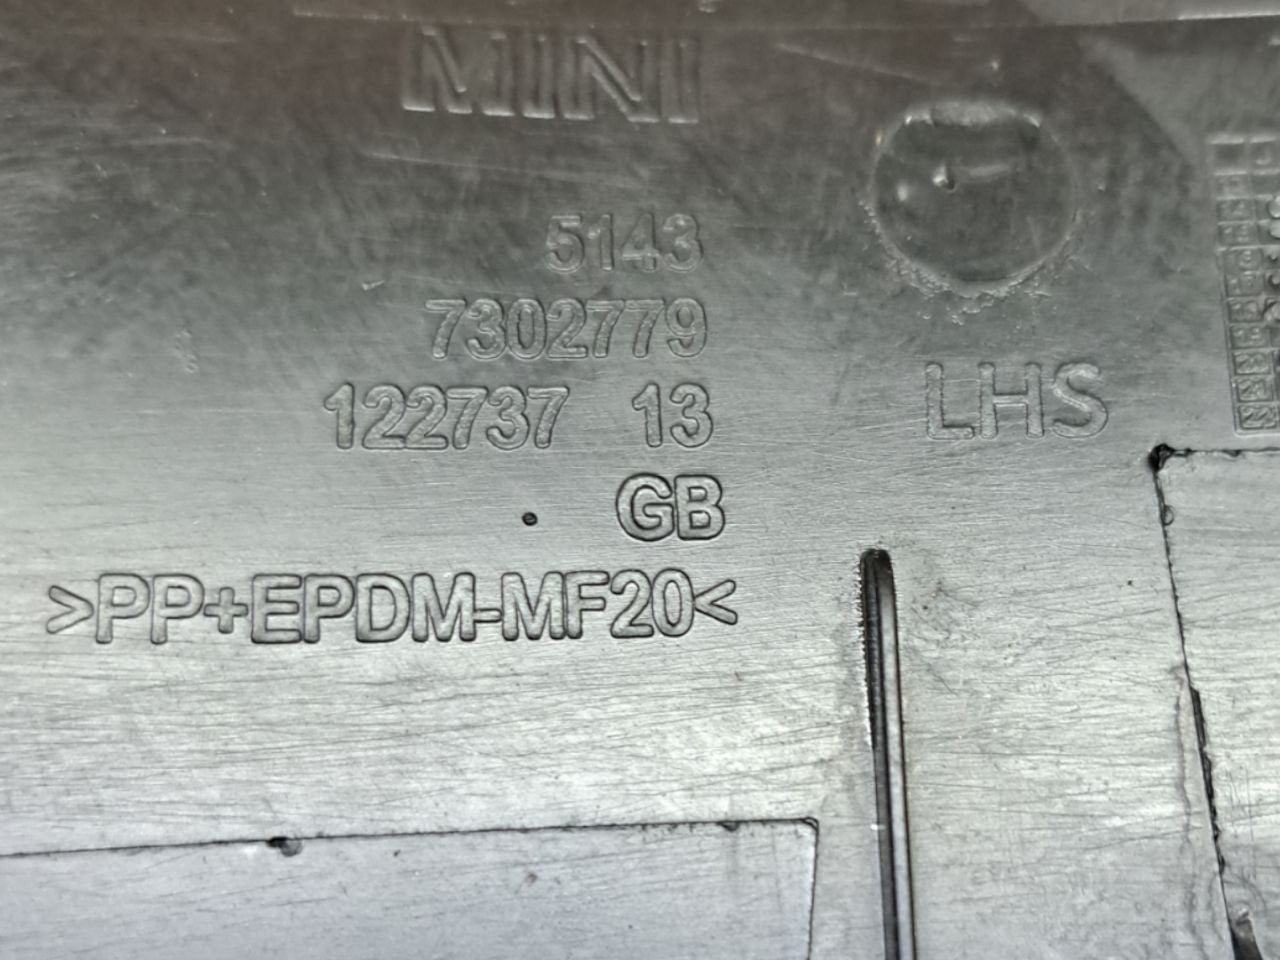 MINI
5143
7302779
122737 13
LHS
GB
>PP+EPDM-MF20<